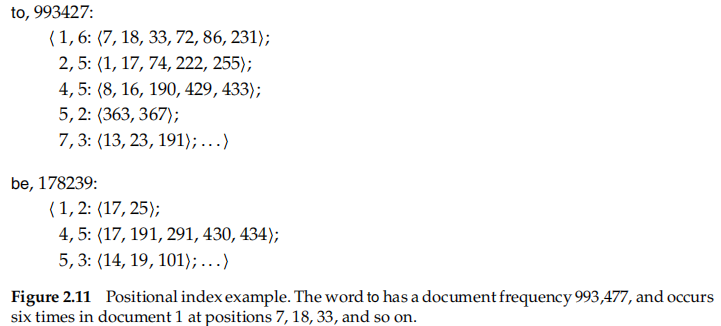 to, 993427:
⟨ 1, 6: ⟨7, 18, 33, 72, 86, 231⟩;
2, 5: ⟨1, 17, 74, 222, 255⟩;
4, 5: ⟨8, 16, 190, 429, 433⟩;
5, 2: ⟨363, 367⟩;
7, 3: ⟨13, 23, 191⟩; . . . ⟩
be, 178239:
⟨ 1, 2: ⟨17, 25⟩;
4, 5: ⟨17, 191, 291, 430, 434⟩;
5, 3: ⟨14, 19, 101⟩; . . . ⟩
Figure 2.11 Positional index example. The word to has a document frequency 993,477, and occurs
six times in document 1 at positions 7, 18, 33, and so on.